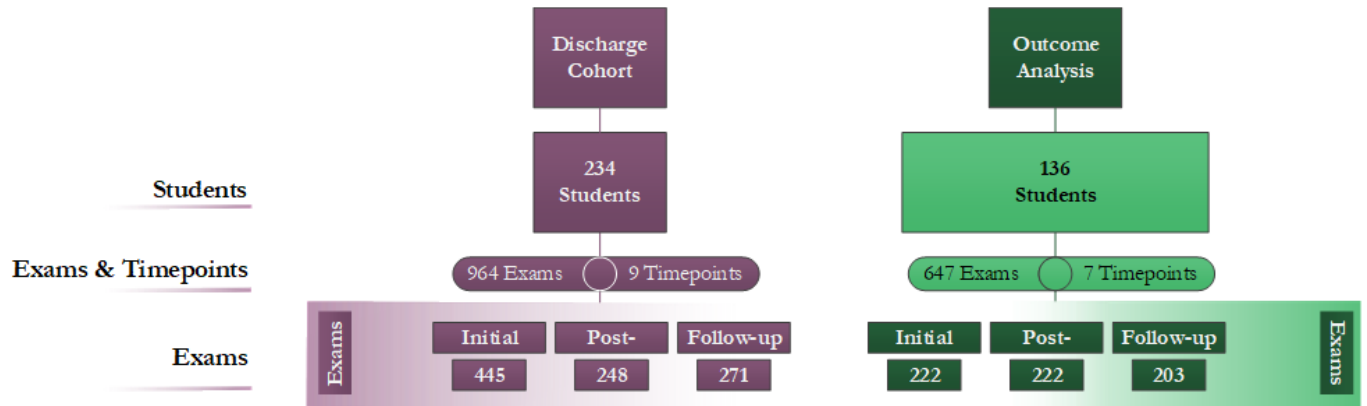 Discharge
Cohort
Outcome
Analysis
Students
234
Students
136
Students
Exams & Timepoints
964 Exams
9 Timepoints
647 Exams
7 Timepoints
Exams
Exams
Initial
Post-
Follow-up
445
248
271
Initial
Post-
Follow-up
222
222
203
Exams